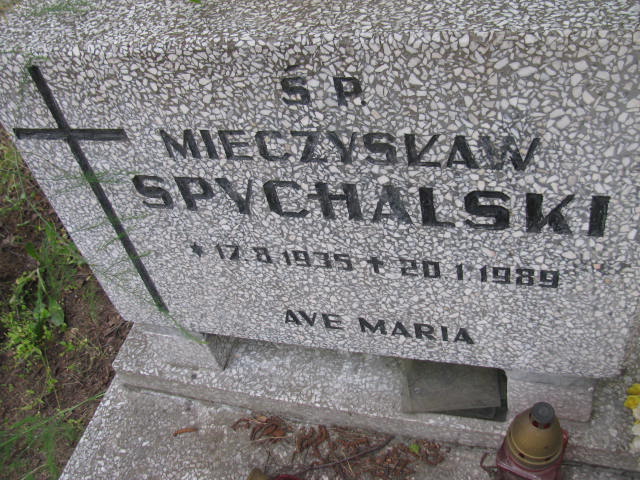 Ś P.
MIECZYSŁAW
SPYCHALSKI
* 17.8 1935 + 20.1.1989
AVE MARIA